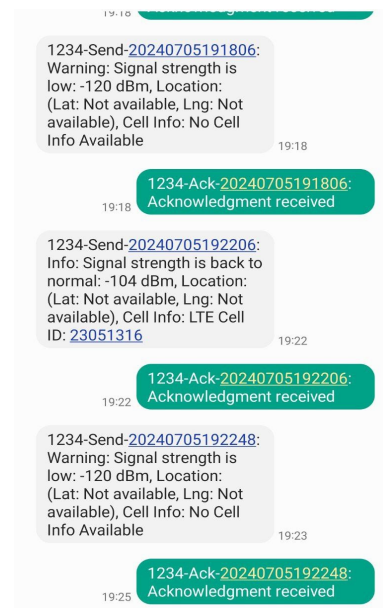 19:18
Acknowledgment received
1234-Send-20240705191806:
Warning: Signal strength is
low: -120 dBm, Location:
(Lat: Not available, Lng: Not
available), Cell Info: No Cell
Info Available
19:18
1234-Ack-20240705191806:
Acknowledgment received
19:18
1234-Send-20240705192206:
Info: Signal strength is back to
normal: -104 dBm, Location:
(Lat: Not available, Lng: Not
available), Cell Info: LTE Cell
ID: 23051316
19:22
1234-Ack-20240705192206:
Acknowledgment received
19:22
1234-Send-20240705192248:
Warning: Signal strength is
low: -120 dBm, Location:
(Lat: Not available, Lng: Not
available), Cell Info: No Cell
Info Available
19:23
1234-Ack-20240705192248:
Acknowledgment received
19:25